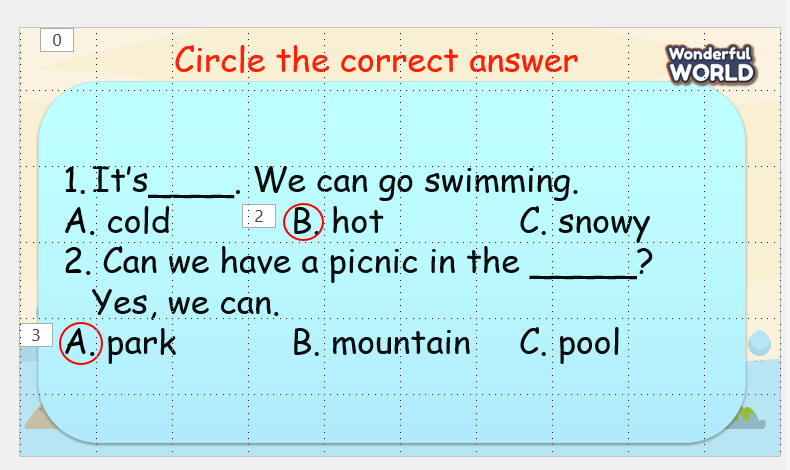 0
Circle the correct answer
Wonderful
WORLD
1. It's_____. We can go swimming.
A. cold 2 B. hot C. snowy
2. Can we have a picnic in the ______?
Yes, we can.
3 A. park B. mountain C. pool